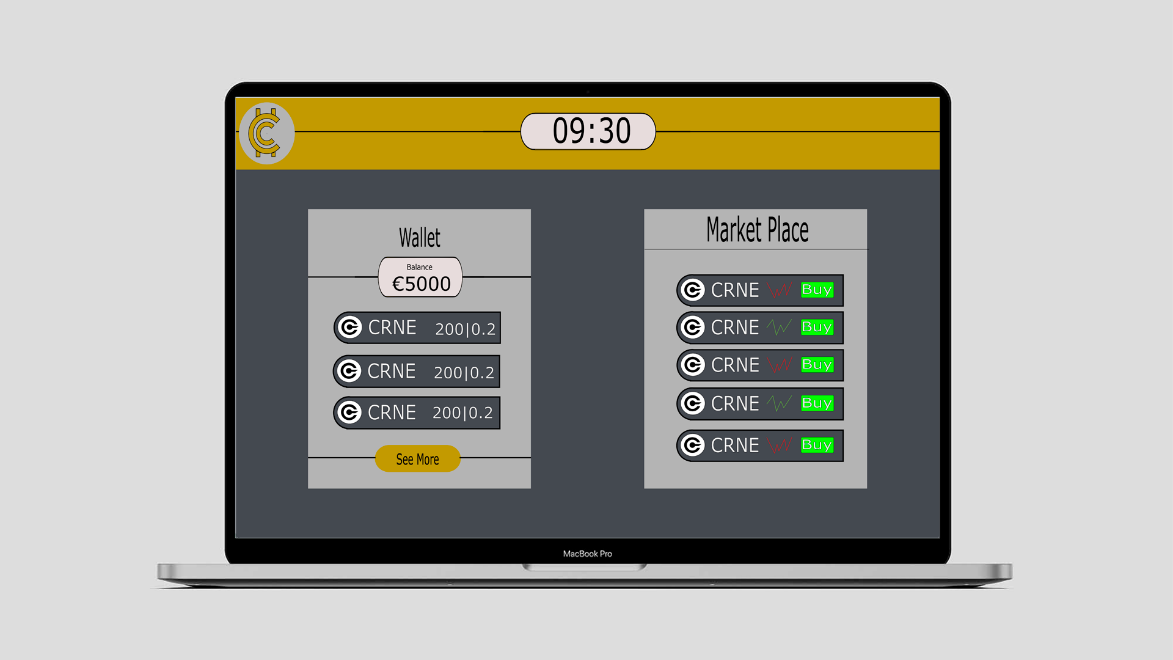 09:30
Wallet
Balance
€5000
CRNE 200|0.2
CRNE 200|0.2
CRNE 200|0.2
See More
Market Place
CRNE Buy
CRNE Buy
CRNE Buy
CRNE Buy
CRNE Buy
MacBook Pro